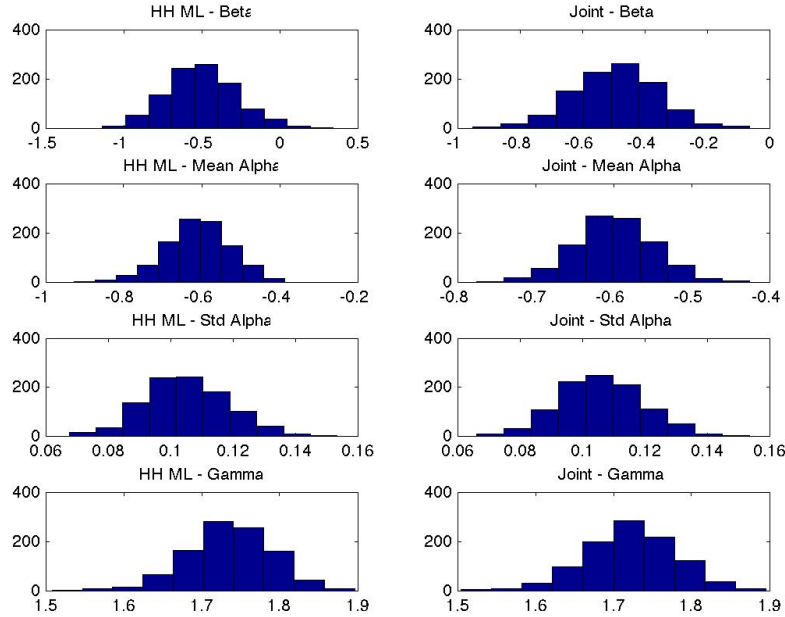 HH ML - Beta
Joint - Beta
400
200
0
-1.5 -1 -0.5 0 0.5
400
200
0
-1 -0.8 -0.6 -0.4 -0.2 0
HH ML - Mean Alpha
Joint - Mean Alpha
400
200
0
-1 -0.8 -0.6 -0.4 -0.2
400
200
0
-0.8 -0.7 -0.6 -0.5 -0.4
HH ML - Std Alpha
Joint - Std Alpha
400
200
0
0.06 0.08 0.1 0.12 0.14 0.16
400
200
0
0.06 0.08 0.1 0.12 0.14 0.16
HH ML - Gamma
Joint - Gamma
400
200
0
1.5 1.6 1.7 1.8 1.9
400
200
0
1.5 1.6 1.7 1.8 1.9